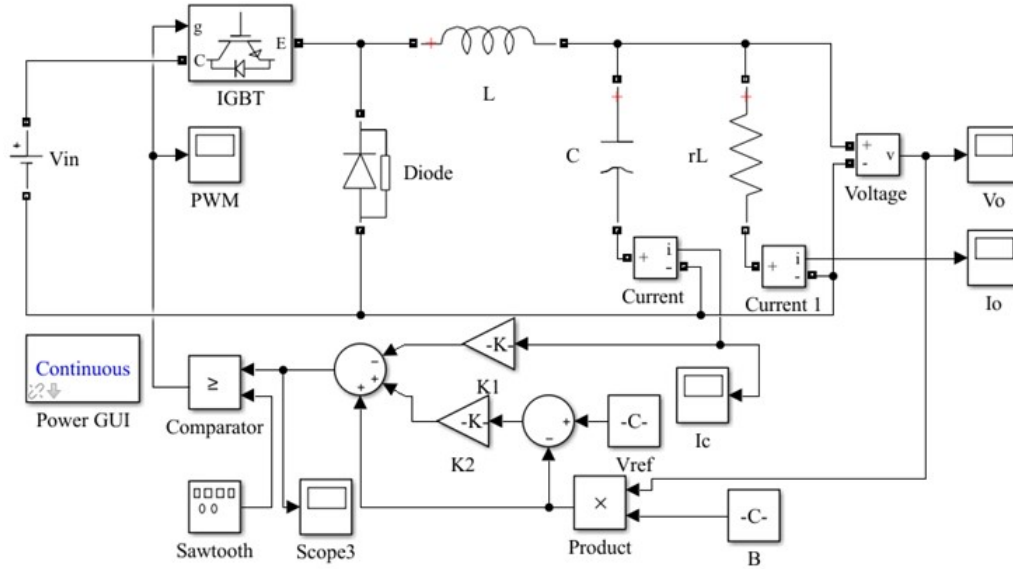 g
C
E
IGBT
+
Vin
PWM
Diode
+
L
+
C
+
rL
+
i
-
Current
+
i
-
Current 1
+
-
v
Voltage
Vo
Io
Continuous
Power GUI
≥
Comparator
-
+
+
-K-
K1
-K-
K2
+
-
-C-
Vref
Ic
Sawtooth
Scope3
×
Product
-C-
B